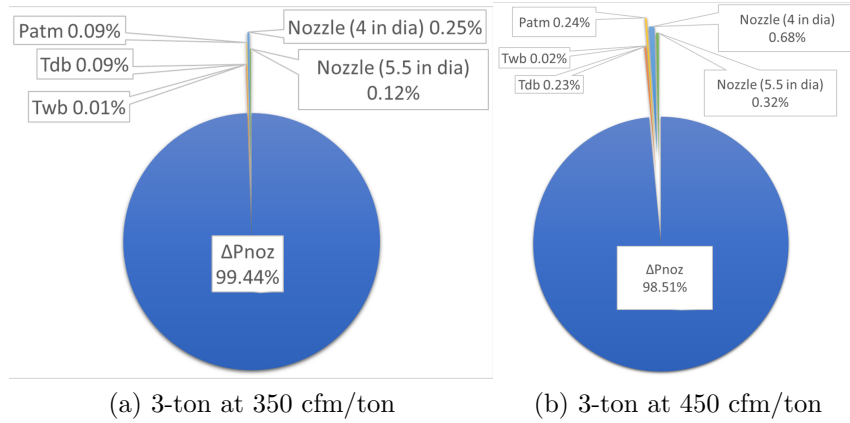 Patm 0.09%
Tdb 0.09%
Twb 0.01%
Nozzle (4 in dia) 0.25%
Nozzle (5.5 in dia)
0.12%
ΔPnoz
99.44%
(a) 3-ton at 350 cfm/ton
Patm 0.24%
Twb 0.02%
Tdb 0.23%
Nozzle (4 in dia)
0.68%
Nozzle (5.5 in dia)
0.32%
ΔPnoz
98.51%
(b) 3-ton at 450 cfm/ton